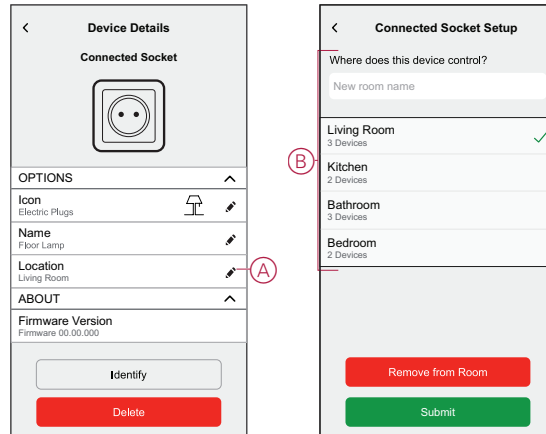 Device Details
Connected Socket
OPTIONS
Icon
Electric Plugs
Name
Floor Lamp
Location
Living Room
A
ABOUT
Firmware Version
Firmware 00.00.000
Identify
Delete
Connected Socket Setup
Where does this device control?
New room name
B
Living Room
3 Devices
Kitchen
2 Devices
Bathroom
3 Devices
Bedroom
2 Devices
Remove from Room
Submit